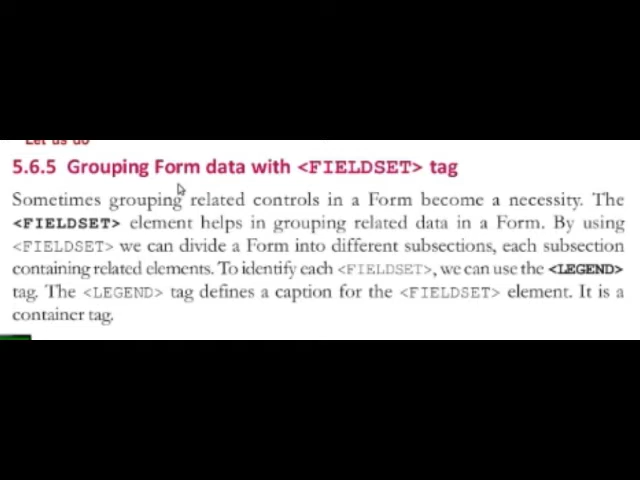 Let us do
5.6.5 Grouping Form data with <FIELDSET> tag
Sometimes grouping related controls in a Form become a necessity. The
<FIELDSET> element helps in grouping related data in a Form. By using
<FIELDSET> we can divide a Form into different subsections, each subsection
containing related elements. To identify each <FIELDSET>, we can use the <LEGEND>
tag. The <LEGEND> tag defines a caption for the <FIELDSET> element. It is a
container tag.